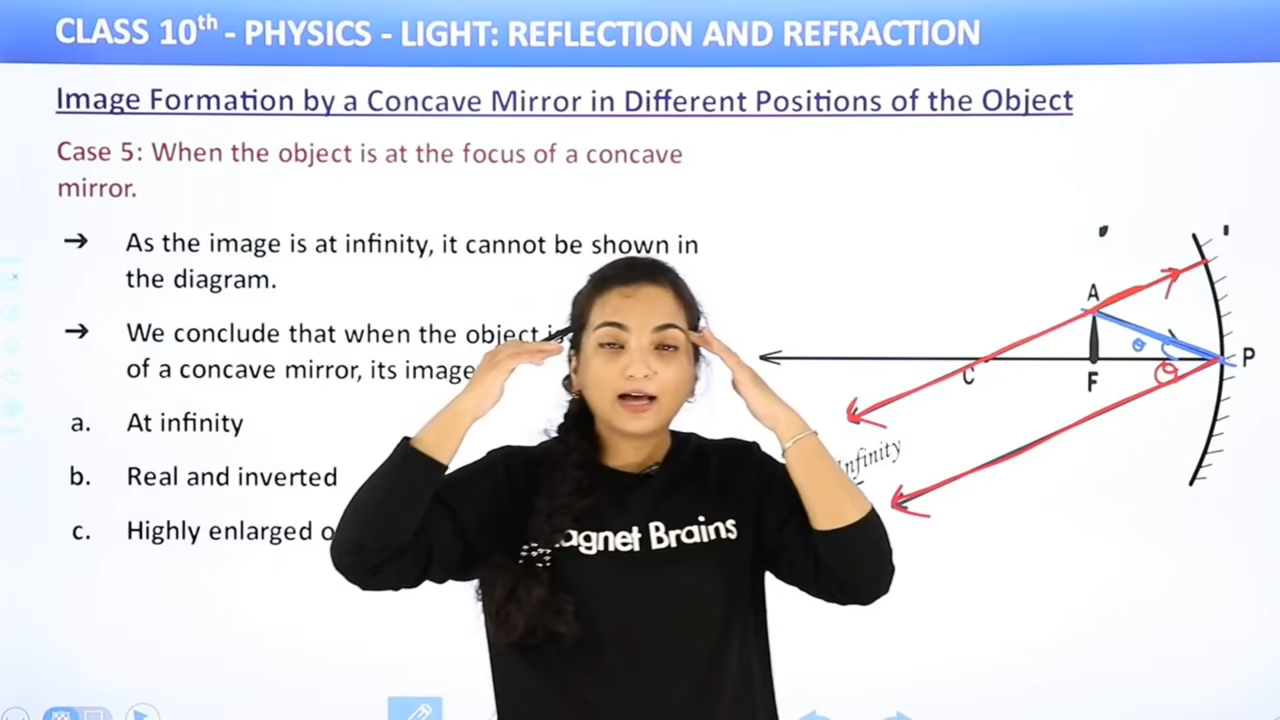 CLASS 10th - PHYSICS - LIGHT: REFLECTION AND REFRACTION
Image Formation by a Concave Mirror in Different Positions of the Object
Case 5: When the object is at the focus of a concave
mirror.
→ As the image is at infinity, it cannot be shown in
the diagram.
→ We conclude that when the object
of a concave mirror, its image
a. At infinity
b. Real and inverted
c. Highly enlarged
A
C
F
P
θ
Infinity
agnet Brains